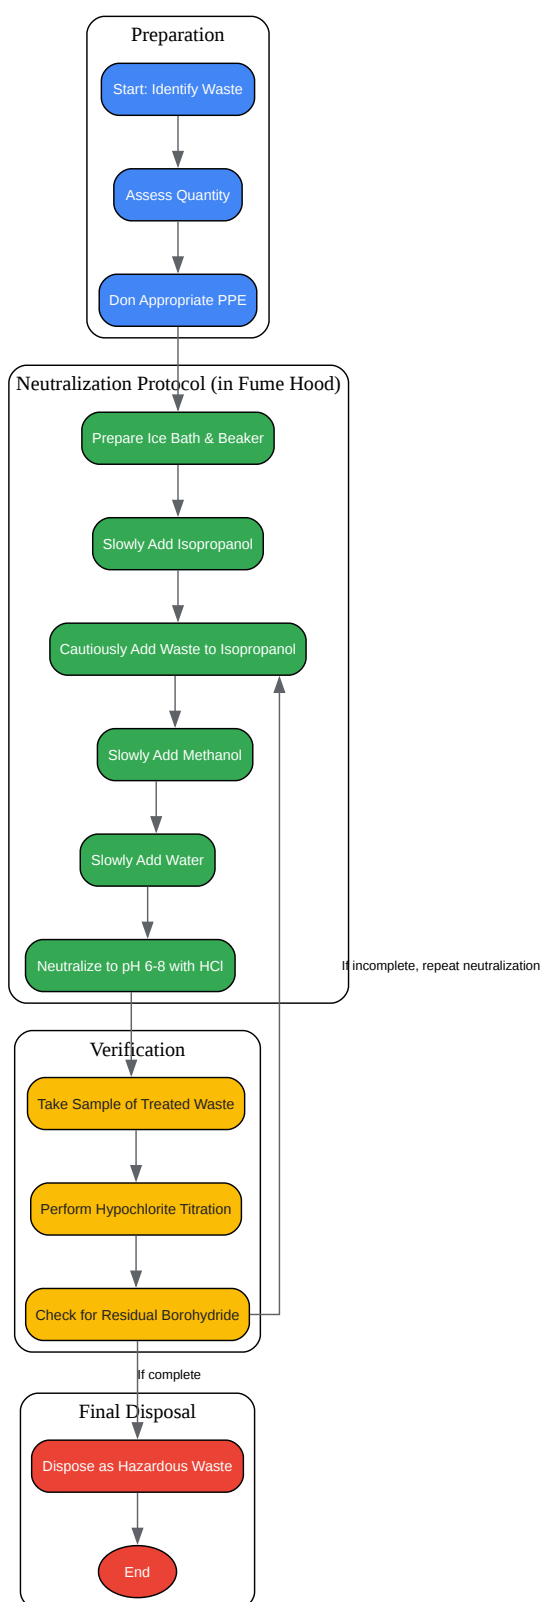 Preparation
Start: Identify Waste
Assess Quantity
Don Appropriate PPE
Neutralization Protocol (in Fume Hood)
Prepare Ice Bath & Beaker
Slowly Add Isopropanol
Cautiously Add Waste to Isopropanol
Slowly Add Methanol
Slowly Add Water
Neutralize to pH 6-8 with HCl
If incomplete, repeat neutralization
Verification
Take Sample of Treated Waste
Perform Hypochlorite Titration
Check for Residual Borohydride
If complete
Final Disposal
Dispose as Hazardous Waste
End